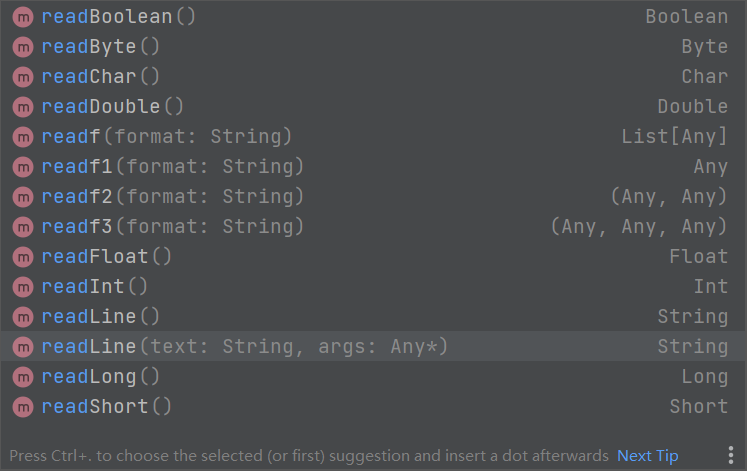 m readBoolean() Boolean
m readByte() Byte
m readChar() Char
m readDouble() Double
m readf(format: String) List[Any]
m readf1(format: String) Any
m readf2(format: String) (Any, Any)
m readf3(format: String) (Any, Any, Any)
m readFloat() Float
m readInt() Int
m readLine() String
m readLine(text: String, args: Any*) String
m readLong() Long
m readShort() Short
Press Ctrl+. to choose the selected (or first) suggestion and insert a dot afterwards Next Tip